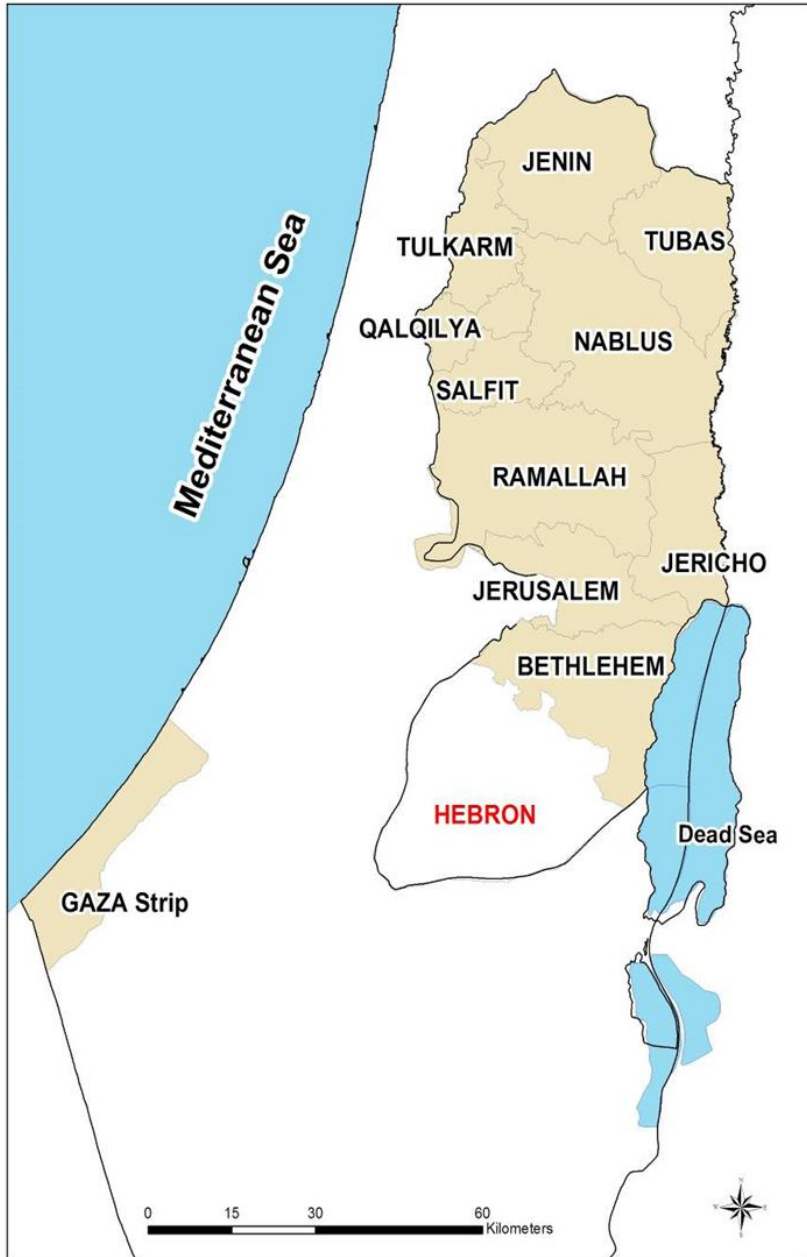 JENIN
Mediterranean Sea
TULKARM
TUBAS
QALQILYA
NABLUS
SALFIT
RAMALLAH
JERICHO
JERUSALEM
BETHLEHEM
HEBRON
Dead Sea
GAZA Strip
0 15 30 60
Kilometers
N
W E
S